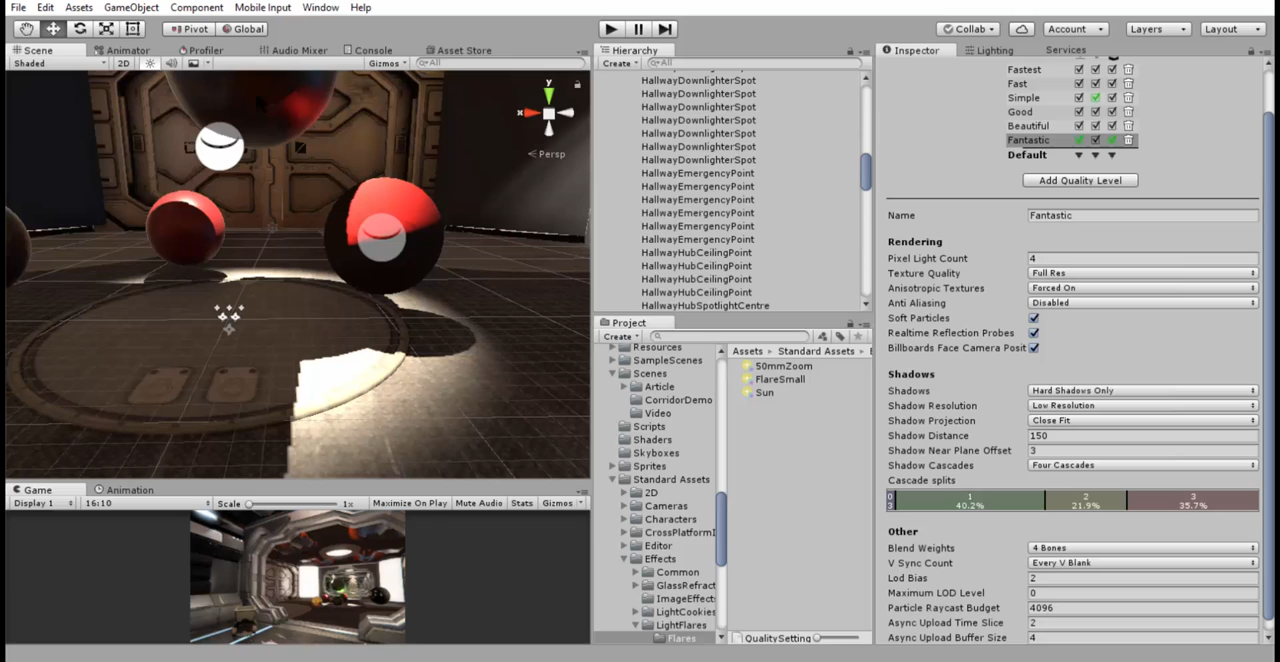 File Edit Assets GameObject Component Mobile Input Window Help
Pivot Global Collab Account Layers Layout
Scene Animator Profiler Audio Mixer Console Asset Store
Shaded 2D Gizmos All
y
x
Persp
Game Animation
Display 1 16:10 Scale 1x Maximize On Play Mute Audio Stats Gizmos
Hierarchy
Create All
HallwayDownlighterSpot
HallwayDownlighterSpot
HallwayDownlighterSpot
HallwayDownlighterSpot
HallwayDownlighterSpot
HallwayDownlighterSpot
HallwayDownlighterSpot
HallwayEmergencyPoint
HallwayEmergencyPoint
HallwayEmergencyPoint
HallwayEmergencyPoint
HallwayEmergencyPoint
HallwayEmergencyPoint
HallwayHubCeilingPoint
HallwayHubCeilingPoint
HallwayHubCeilingPoint
HallwayHubCeilingPoint
HallwayHubSpotlightCentre
Project
Create
Resources
SampleScenes
Scenes
Article
CorridorDemo
Video
Scripts
Shaders
Skyboxes
Sprites
Standard Assets
2D
Cameras
Characters
CrossPlatformI
Editor
Effects
Common
GlassRefract
ImageEffect
LightCookies
LightFlares
Flares
Assets Standard Assets
50mmZoom
FlareSmall
Sun
QualitySetting
Inspector Lighting Services
Fastest
Fast
Simple
Good
Beautiful
Fantastic
Default
Add Quality Level
Name Fantastic
Rendering
Pixel Light Count 4
Texture Quality Full Res
Anisotropic Textures Forced On
Anti Aliasing Disabled
Soft Particles
Realtime Reflection Probes
Billboards Face Camera Posit
Shadows
Shadows Hard Shadows Only
Shadow Resolution Low Resolution
Shadow Projection Close Fit
Shadow Distance 150
Shadow Near Plane Offset 3
Shadow Cascades Four Cascades
Cascade splits
0 1 2 3
3 40.2% 21.9% 35.7%
Other
Blend Weights 4 Bones
V Sync Count Every V Blank
Lod Bias 2
Maximum LOD Level 0
Particle Raycast Budget 4096
Async Upload Time Slice 2
Async Upload Buffer Size 4